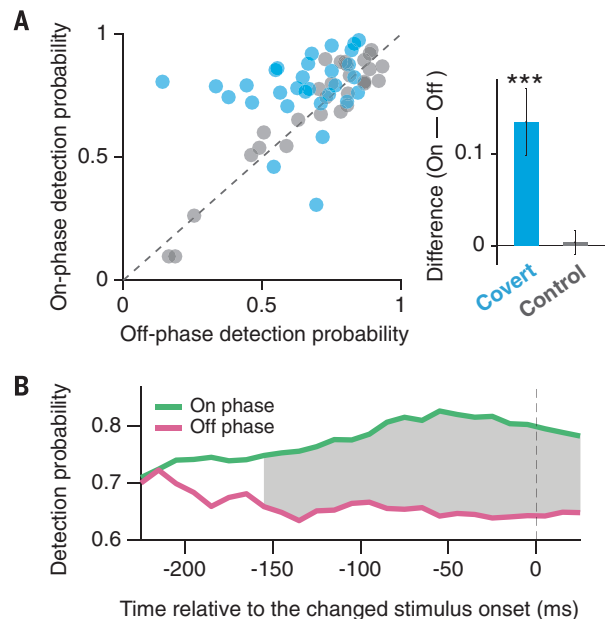 A
On-phase detection probability
1
0.5
0
0
0.5
1
Off-phase detection probability
Difference (On — Off )
0.1
0
***
Covert
Control
B
Detection probability
0.8
0.7
0.6
On phase
Off phase
-200
-150
-100
-50
0
Time relative to the changed stimulus onset (ms)